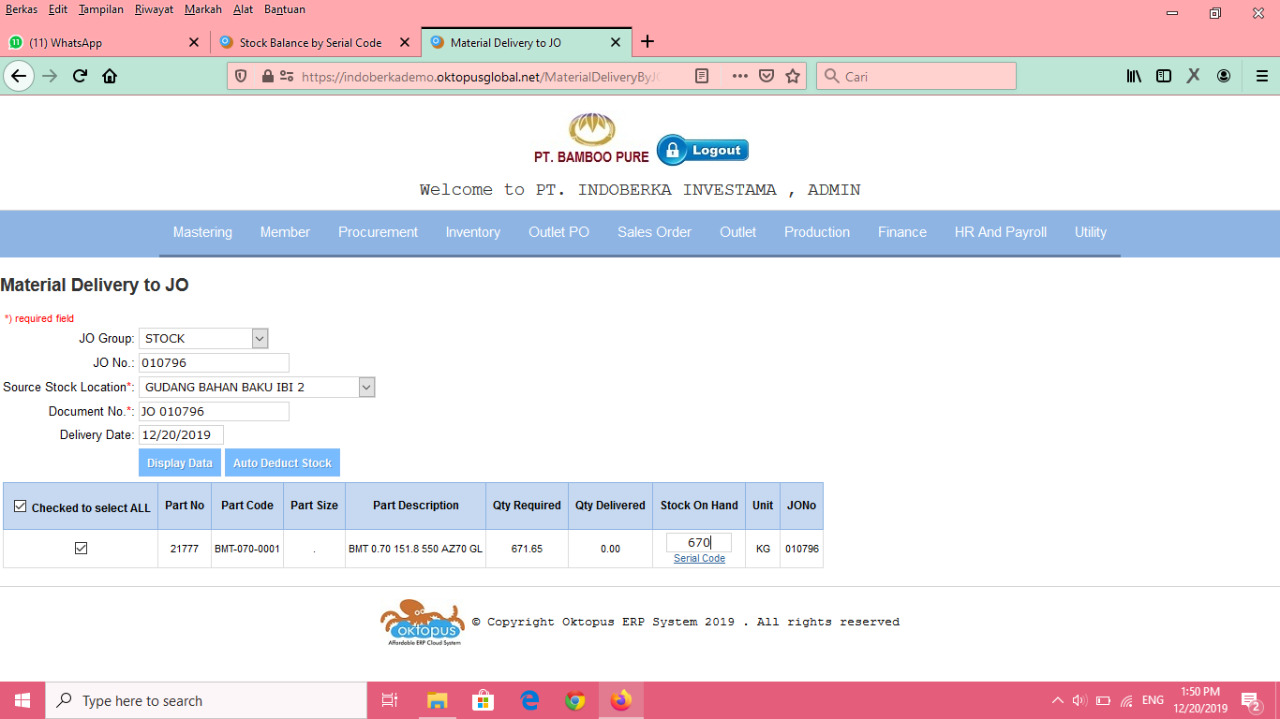 Berkas Edit Tampilan Riwayat Markah Alat Bantuan
11 (11) WhatsApp Stock Balance by Serial Code Material Delivery to JO
https://indoberkademo.oktopusglobal.net/MaterialDeliveryByJO Cari
PT. BAMBOO PURE Logout
Welcome to PT. INDOBERKA INVESTAMA , ADMIN
Mastering Member Procurement Inventory Outlet PO Sales Order Outlet Production Finance HR And Payroll Utility
Material Delivery to JO
*) required field
JO Group: STOCK
JO No.: 010796
Source Stock Location*: GUDANG BAHAN BAKU IBI 2
Document No.*: JO 010796
Delivery Date: 12/20/2019
Display Data Auto Deduct Stock
Checked to select ALL Part No Part Code Part Size Part Description Qty Required Qty Delivered Stock On Hand Unit JONo
21777 BMT-070-0001 . BMT 0.70 151.8 550 AZ70 GL 671.65 0.00 670 KG 010796
Serial Code
oktopus © Copyright Oktopus ERP System 2019 . All rights reserved
Affordable ERP Cloud System
Type here to search ENG 1:50 PM
12/20/2019 2